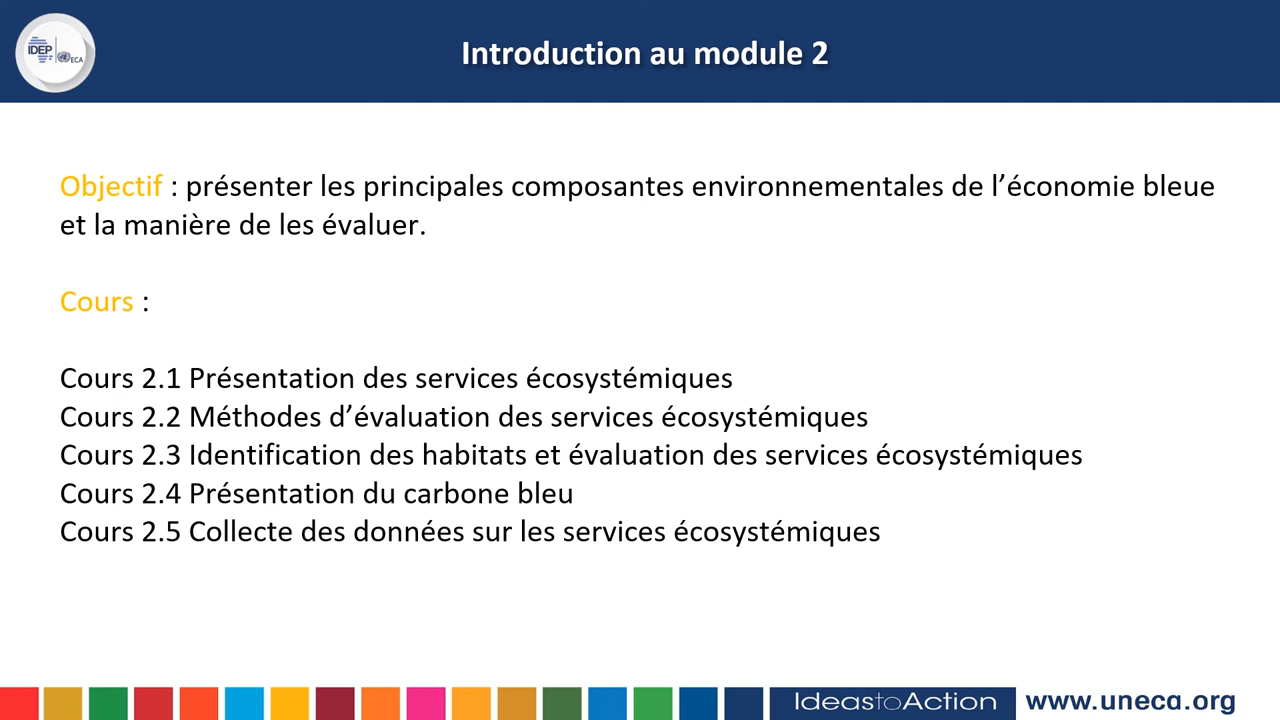 IDEP
ECA
Introduction au module 2
Objectif : présenter les principales composantes environnementales de l’économie bleue
et la manière de les évaluer.
Cours :
Cours 2.1 Présentation des services écosystémiques
Cours 2.2 Méthodes d’évaluation des services écosystémiques
Cours 2.3 Identification des habitats et évaluation des services écosystémiques
Cours 2.4 Présentation du carbone bleu
Cours 2.5 Collecte des données sur les services écosystémiques
IdeastoAction
www.uneca.org